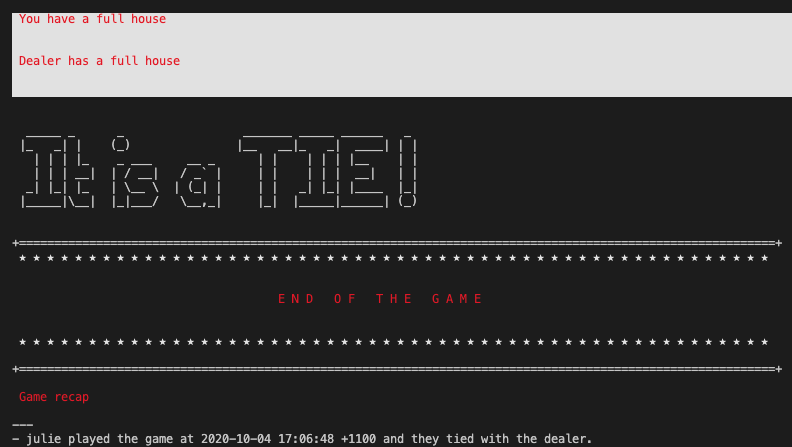 You have a full house
Dealer has a full house
It is a TIE!
+=============================================================================================================+
* * * * * * * * * * * * * * * * * * * * * * * * * * * * * * * * * * * * * * * * * * * * * * * * * * * * * *
E N D   O F   T H E   G A M E
* * * * * * * * * * * * * * * * * * * * * * * * * * * * * * * * * * * * * * * * * * * * * * * * * * * * * *
+=============================================================================================================+
Game recap
---
- julie played the game at 2020-10-04 17:06:48 +1100 and they tied with the dealer.